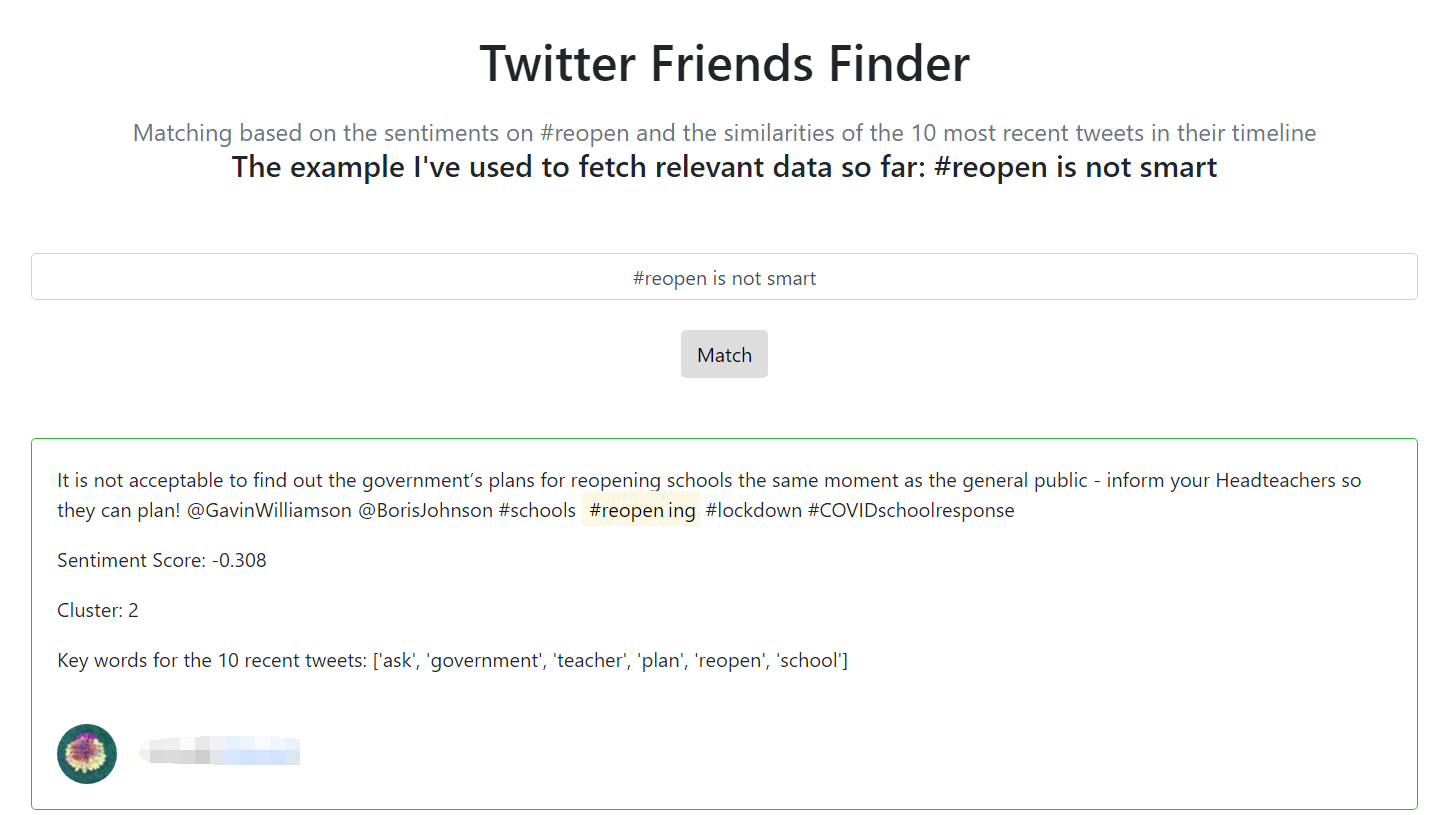 Twitter Friends Finder
Matching based on the sentiments on #reopen and the similarities of the 10 most recent tweets in their timeline
The example I've used to fetch relevant data so far: #reopen is not smart
#reopen is not smart
Match
It is not acceptable to find out the government’s plans for reopening schools the same moment as the general public - inform your Headteachers so
they can plan! @GavinWilliamson @BorisJohnson #schools #reopen ing #lockdown #COVIDschoolresponse
Sentiment Score: -0.308
Cluster: 2
Key words for the 10 recent tweets: ['ask', 'government', 'teacher', 'plan', 'reopen', 'school']